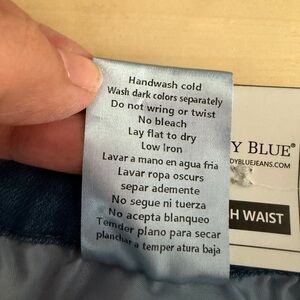 Handwash cold
Wash dark colors separately
Do not wring or twist
No bleach
Lay flat to dry
Low Iron
Lavar a mano en agua fria
Lavar ropa oscurs
separ ademente
No segue ni tuerza
No acepta blanqueo
Tender plano para secar
planchar a temper atura baja
Y BLUE®
DYBLUEJEANS.COM
H WAIST